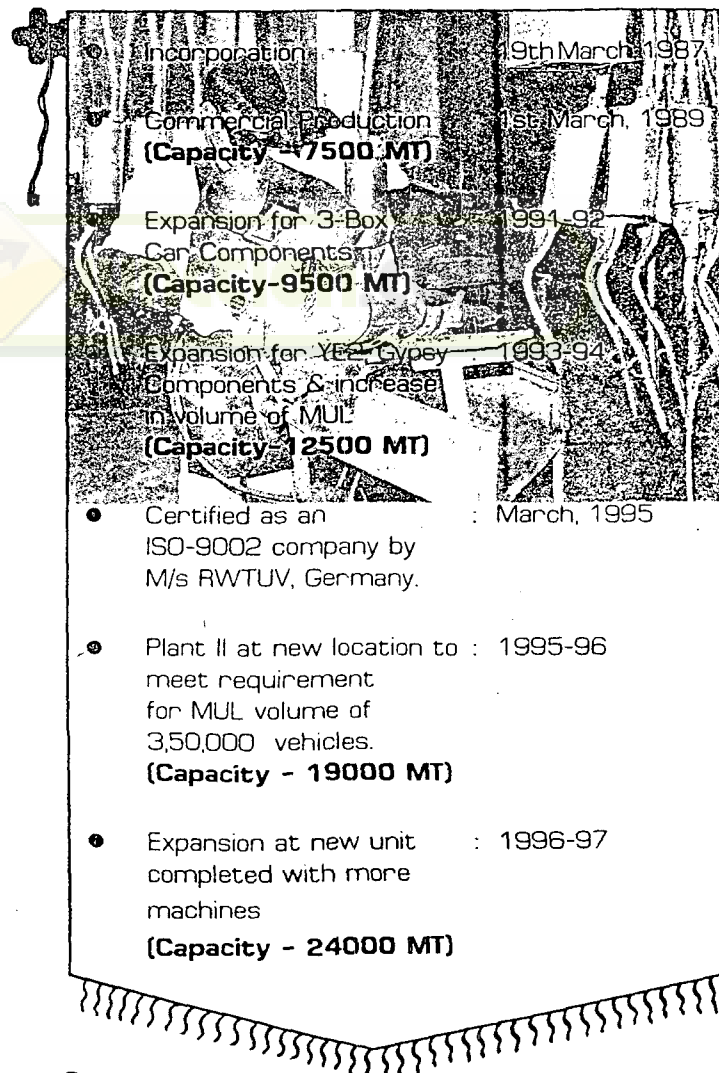 Incorporation 19th March 1987
Commercial Production 1st March, 1989
(Capacity - 7500 MT)
Expansion for 3-Box 1991-92
Car Components
(Capacity-9500 MT)
Expansion for YE2, Gypsy 1993-94
Components & increase
in volume of MUL
(Capacity-12500 MT)
Certified as an : March, 1995
ISO-9002 company by
M/s RWTUV, Germany.
Plant II at new location to : 1995-96
meet requirement
for MUL volume of
3,50,000 vehicles.
(Capacity - 19000 MT)
Expansion at new unit : 1996-97
completed with more
machines
(Capacity - 24000 MT)